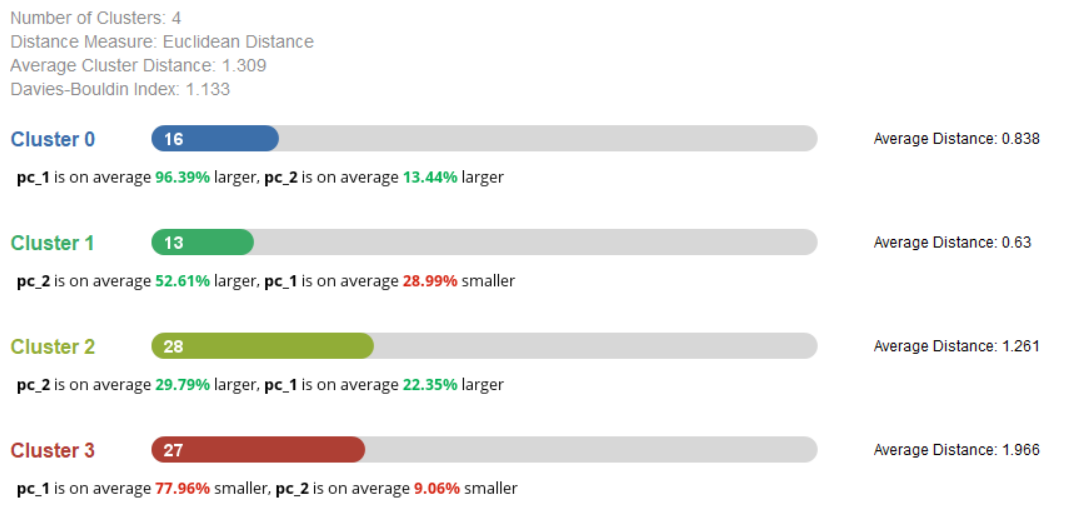 Number of Clusters: 4
Distance Measure: Euclidean Distance
Average Cluster Distance: 1.309
Davies-Bouldin Index: 1.133
Cluster 0 16 Average Distance: 0.838
pc_1 is on average 96.39% larger, pc_2 is on average 13.44% larger
Cluster 1 13 Average Distance: 0.63
pc_2 is on average 52.61% larger, pc_1 is on average 28.99% smaller
Cluster 2 28 Average Distance: 1.261
pc_2 is on average 29.79% larger, pc_1 is on average 22.35% larger
Cluster 3 27 Average Distance: 1.966
pc_1 is on average 77.96% smaller, pc_2 is on average 9.06% smaller